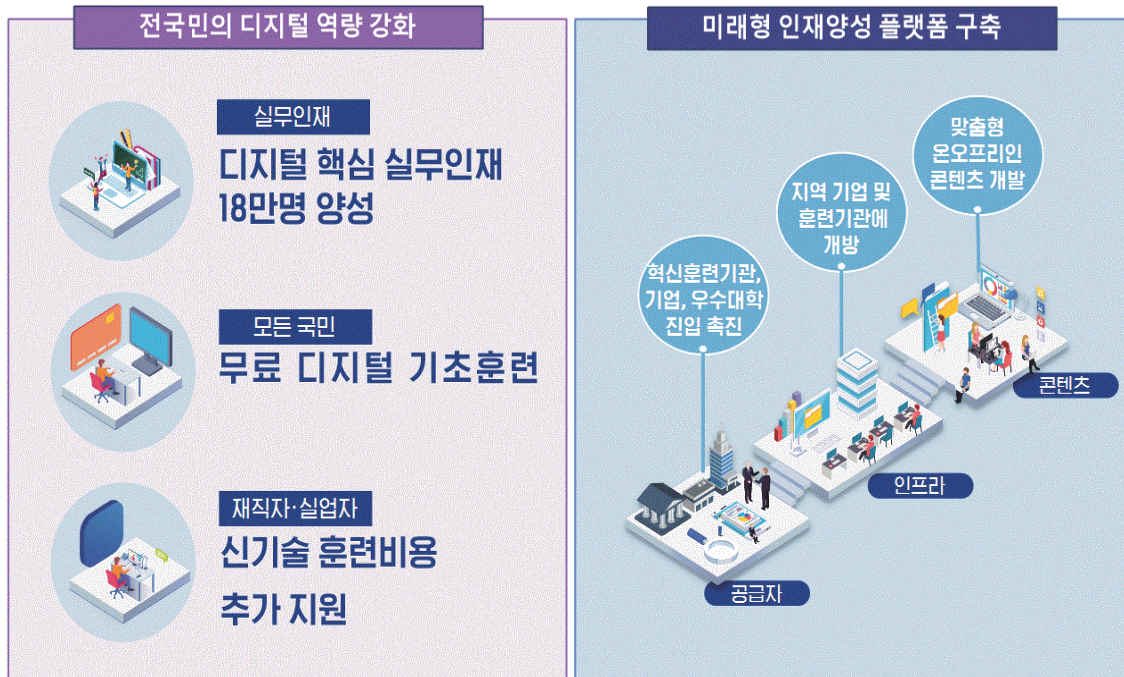 전국민의 디지털 역량 강화
실무인재
디지털 핵심 실무인재
18만명 양성
모든 국민
무료 디지털 기초훈련
재직자·실업자
신기술 훈련비용
추가 지원
미래형 인재양성 플랫폼 구축
혁신훈련기관,
기업, 우수대학
진입 촉진
공급자
지역 기업 및
훈련기관에
개방
인프라
맞춤형
온오프리인
콘텐츠 개발
콘텐츠